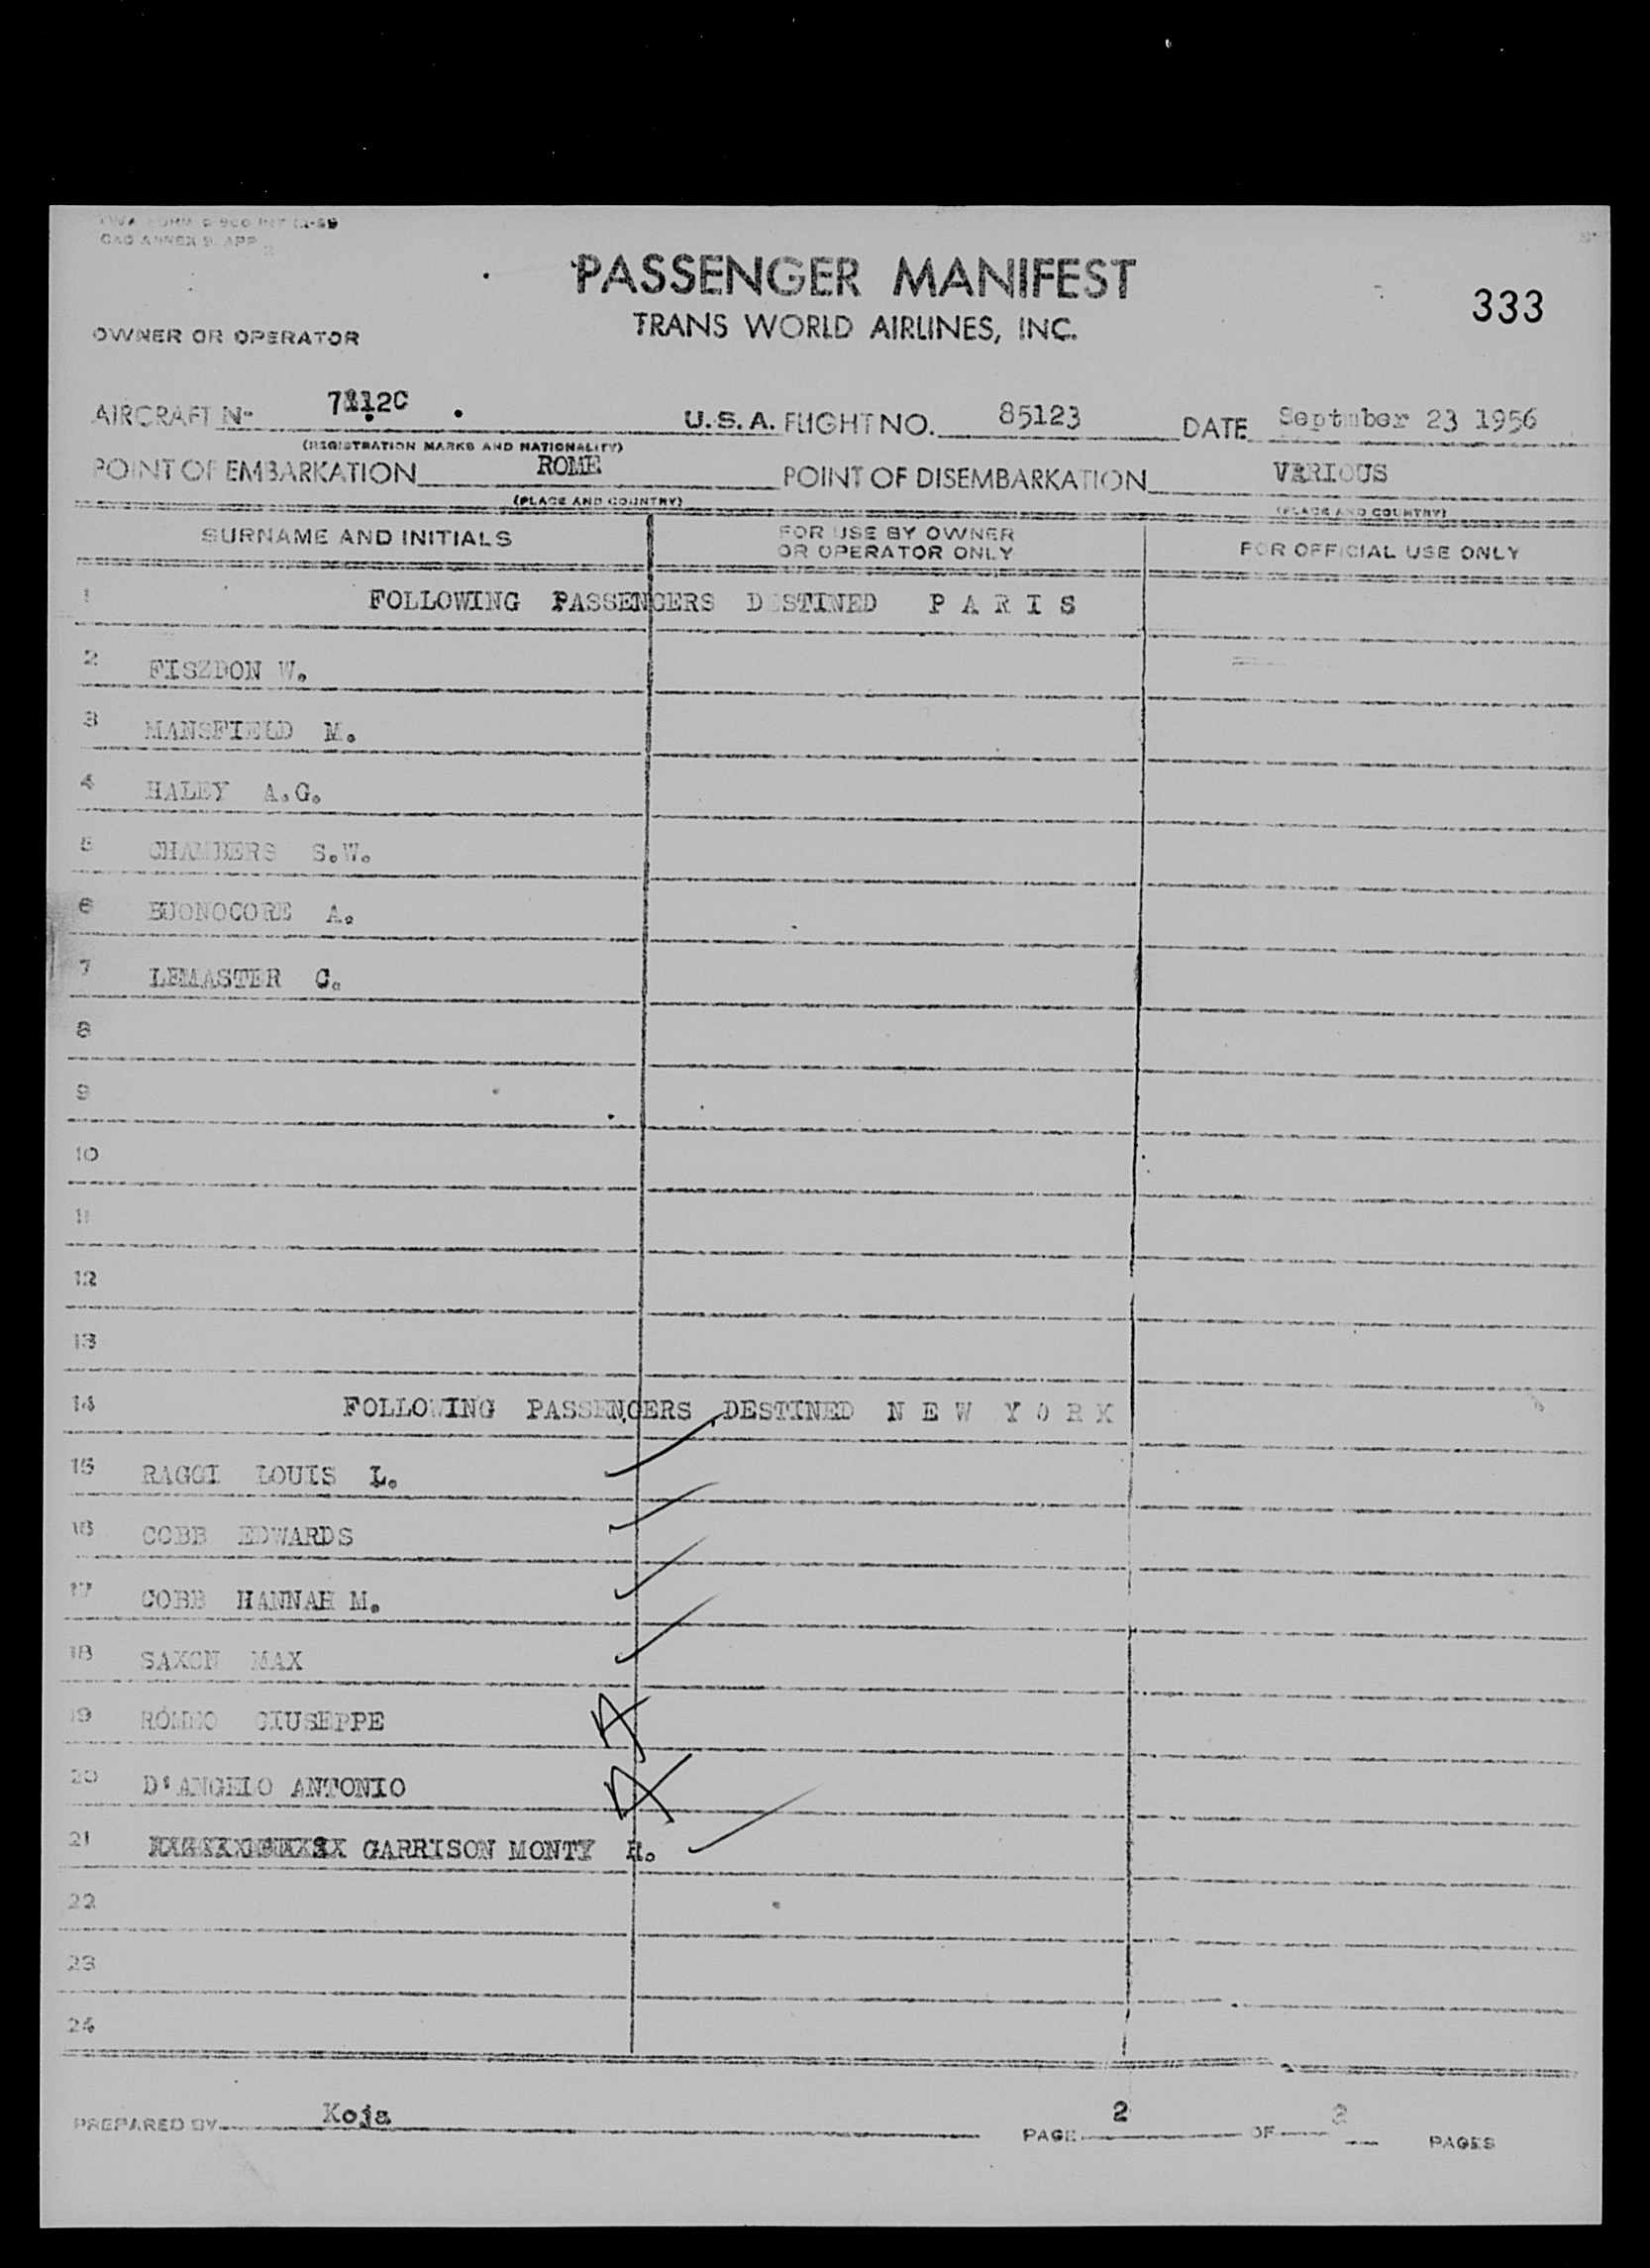 PASSENGER MANIFEST
333
TRANS WORLD AIRLINES, INC.
OWNER OR OPERATOR
AIRCRAFT No 7112C U.S.A. FLIGHT NO. 85123 DATE September 23 1956
(REGISTRATION MARKS AND NATIONALITY)
POINT OF EMBARKATION ROME POINT OF DISEMBARKATION VARIOUS
(PLACE AND COUNTRY) (PLACE AND COUNTRY)
SURNAME AND INITIALS FOR USE BY OWNER OR OPERATOR ONLY FOR OFFICIAL USE ONLY
1 FOLLOWING PASSENGERS DESTINED P A R I S
2 FISZDON W.
3 MANSFIELD M.
4 HALEY A.G.
5 CHAMBERS S.W.
6 BUONOCORE A.
7 LEMASTER C.
8
9
10
11
12
13
14 FOLLOWING PASSENGERS DESTINED N E W Y O R K
15 RAGGI LOUIS L.
16 COBB EDWARDS
17 COBB HANNAH M.
18 SAXON MAX
19 ROMEO GIUSEPPE
20 D'ANGELO ANTONIO
21 GARRISON MONTY R.
22
23
24
PREPARED BY Koja PAGE 2 OF 2 PAGES